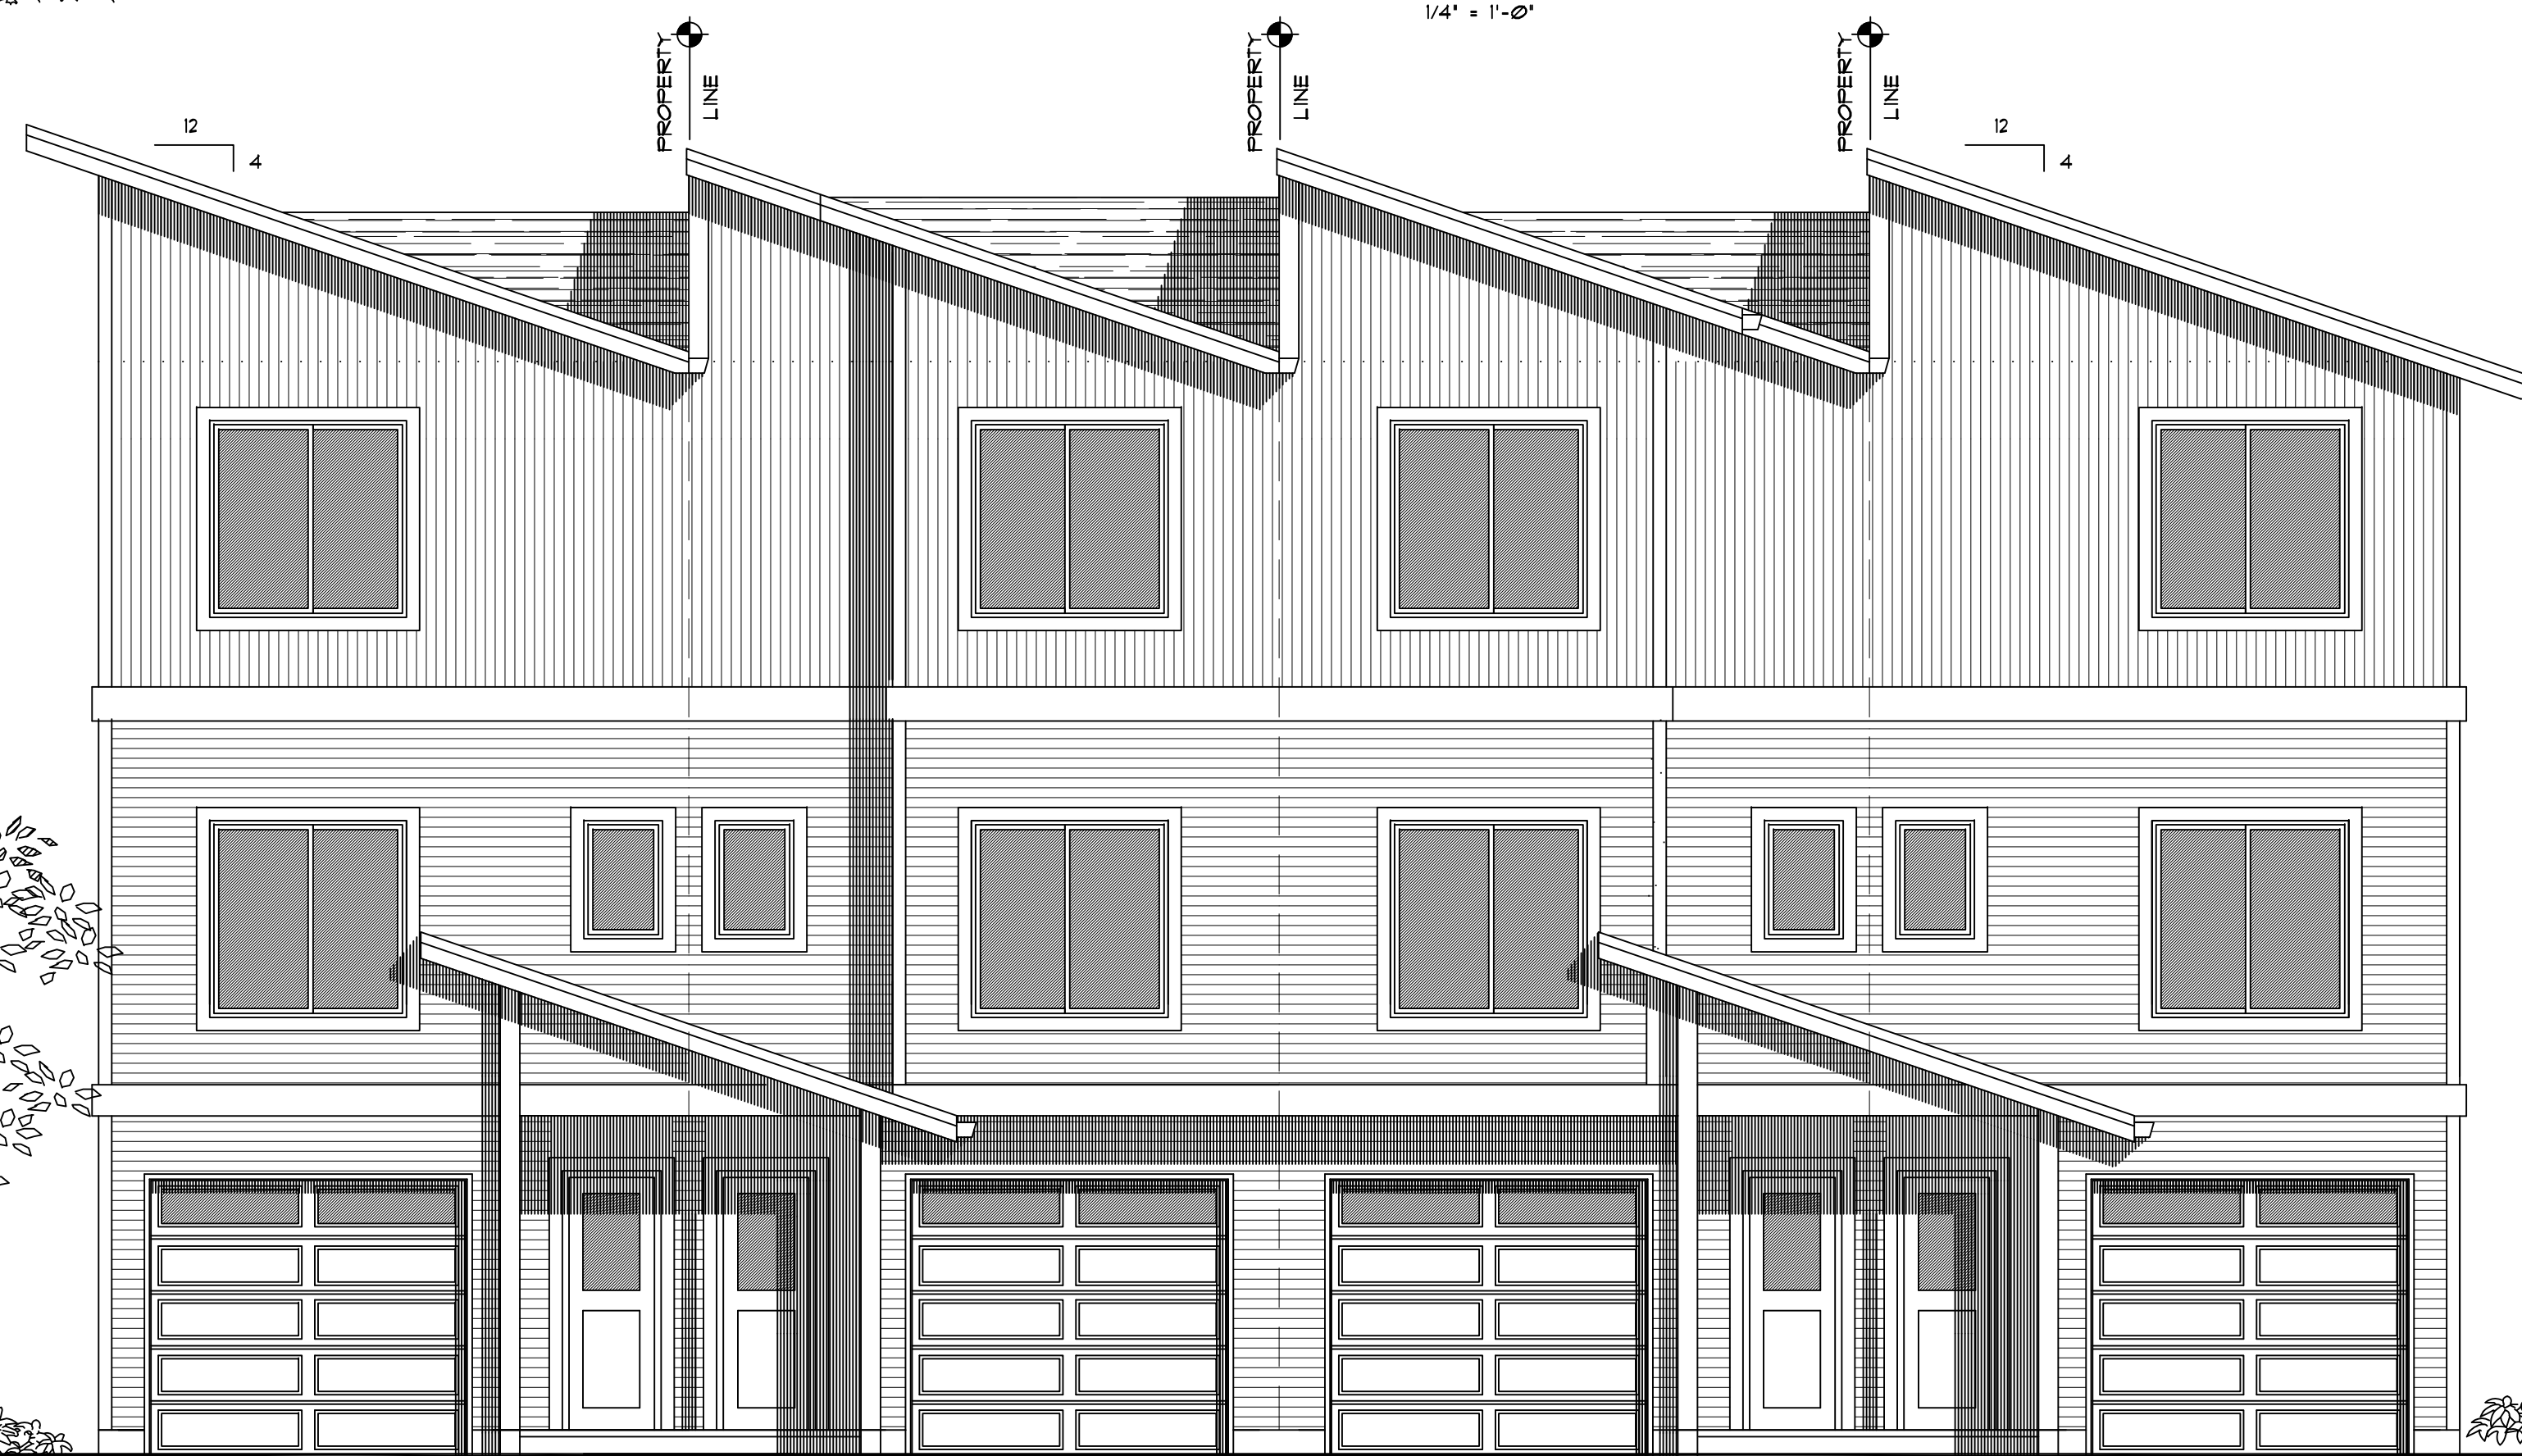 1/4" = 1'-0"
PROPERTY
LINE
PROPERTY
LINE
PROPERTY
LINE
12
4
12
4